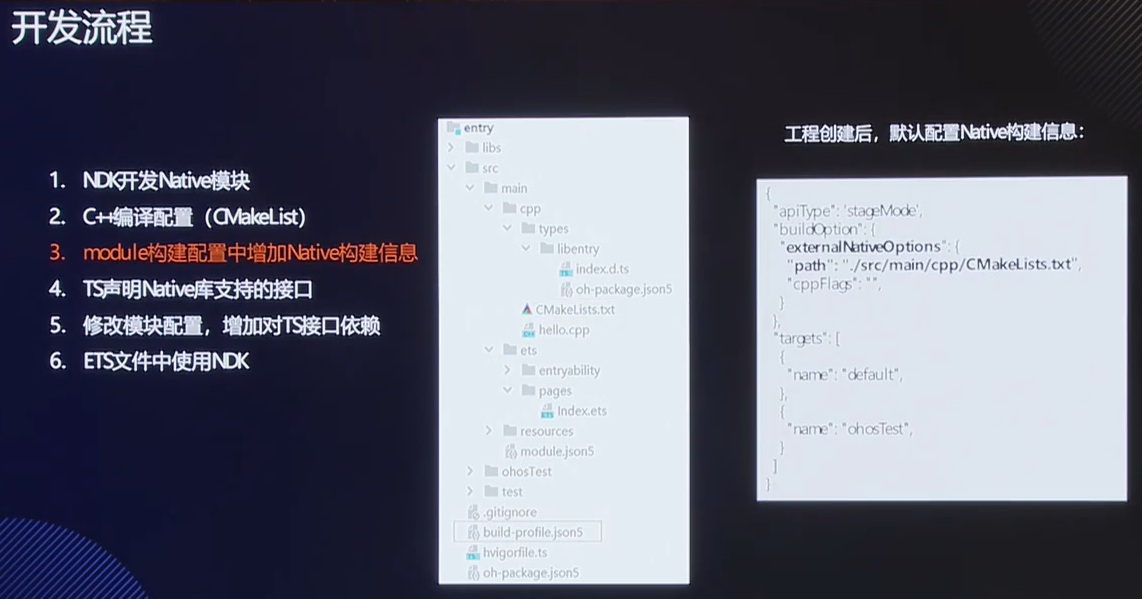 开发流程
1. NDK开发Native模块
2. C++编译配置（CMakeList）
3. module构建配置中增加Native构建信息
4. TS声明Native库支持的接口
5. 修改模块配置，增加对TS接口依赖
6. ETS文件中使用NDK
entry
libs
src
main
cpp
types
libentry
index.d.ts
oh-package.json5
CMakeLists.txt
hello.cpp
ets
entryability
pages
Index.ets
resources
module.json5
ohosTest
test
.gitignore
build-profile.json5
hvigorfile.ts
oh-package.json5
工程创建后，默认配置Native构建信息：
{
"apiType": 'stageMode',
"buildOption": {
"externalNativeOptions": {
"path": "./src/main/cpp/CMakeLists.txt",
"cppFlags": "",
}
},
"targets": [
{
"name": "default",
},
{
"name": "ohosTest",
}
]
}